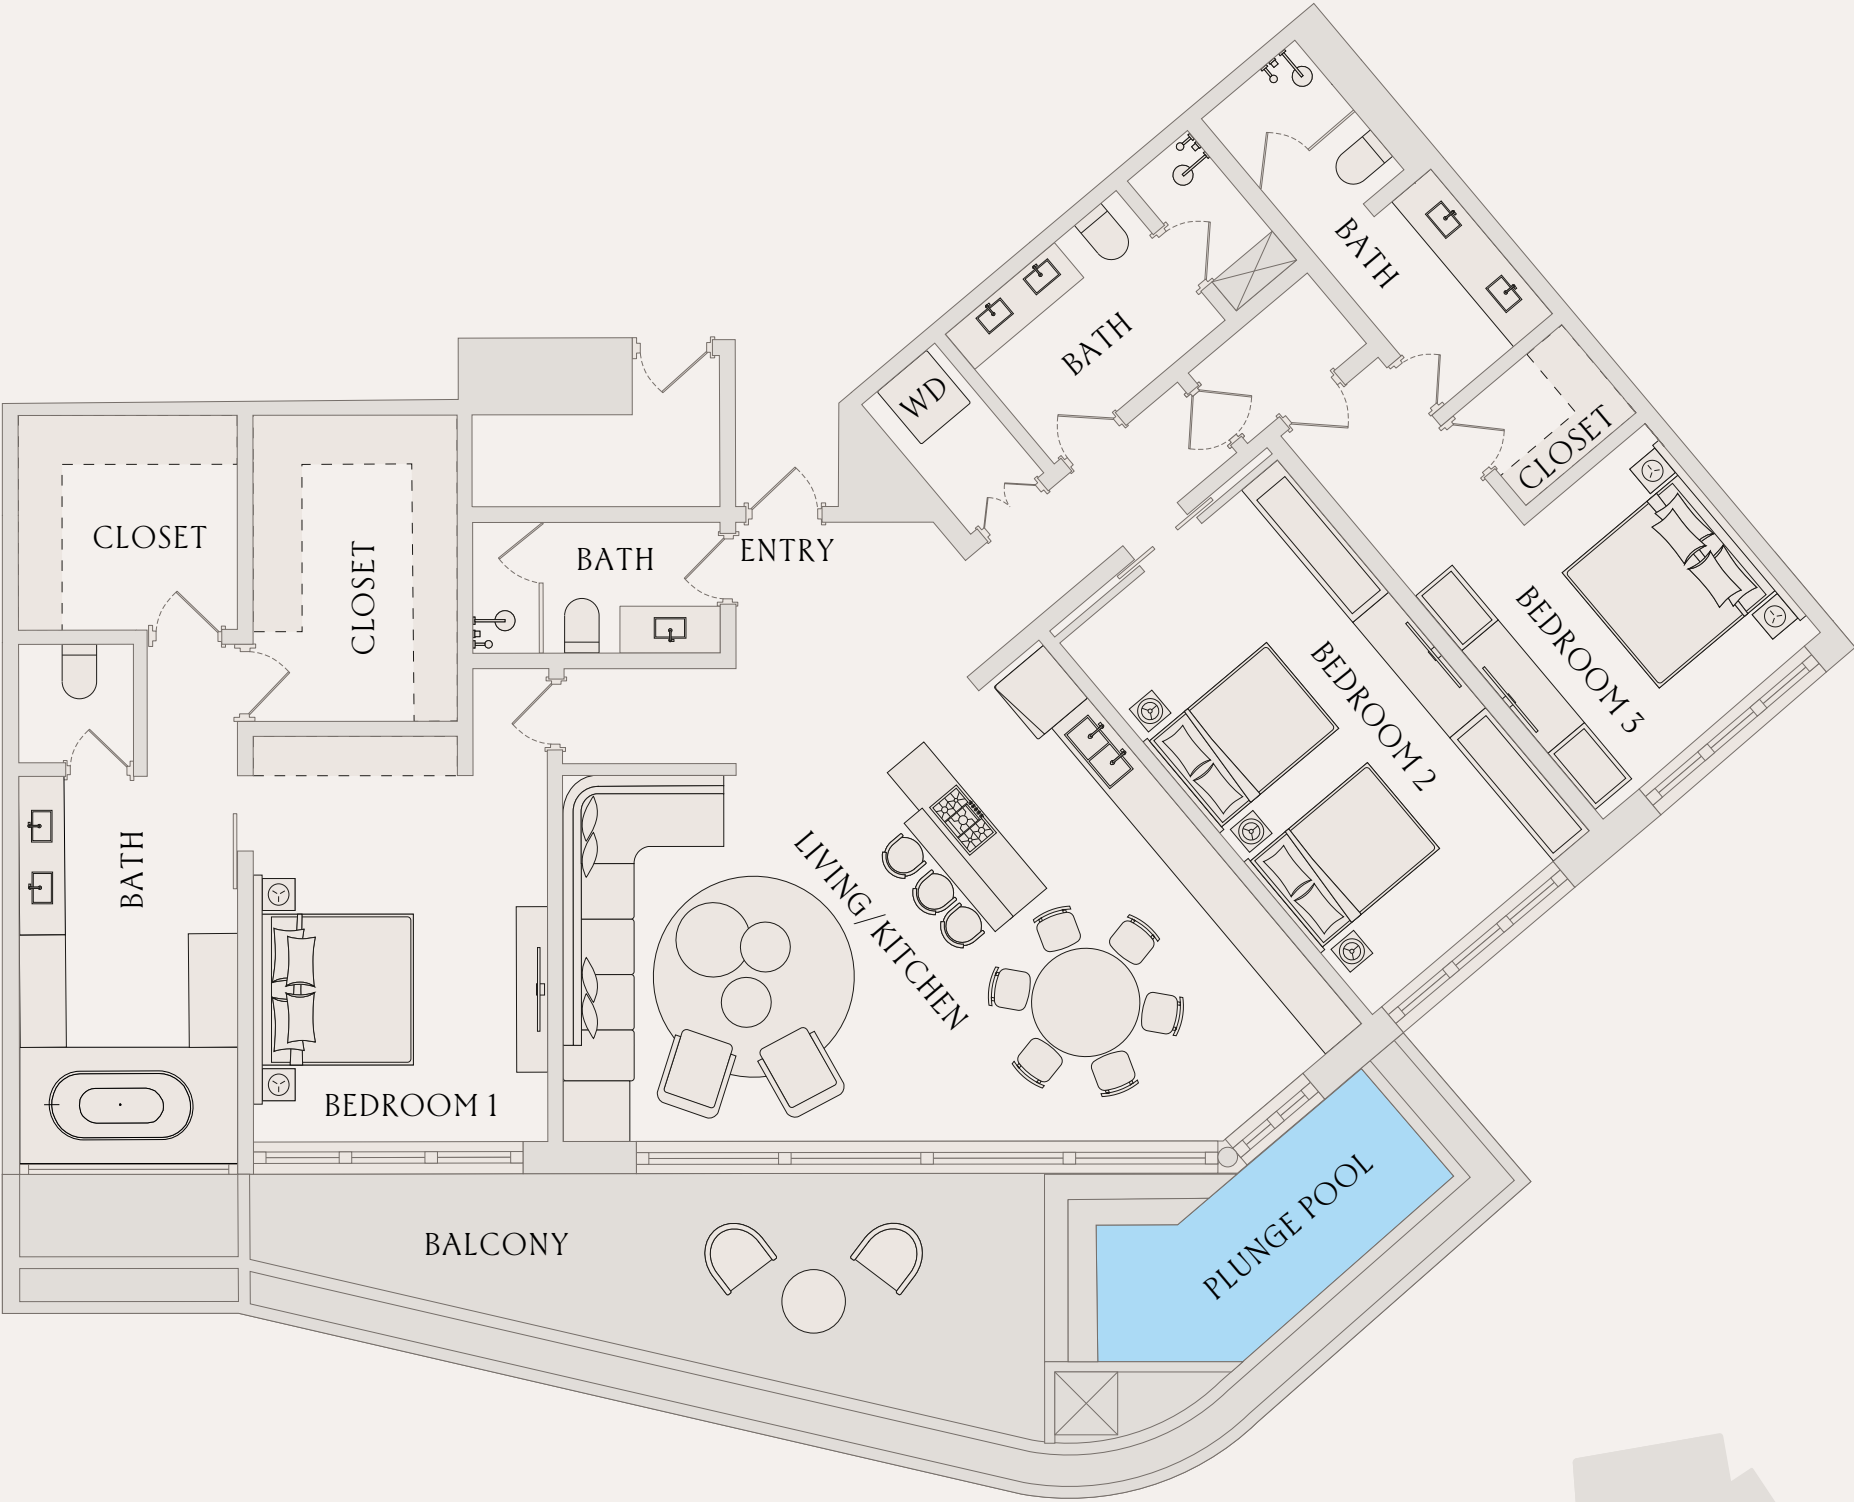 BATH
BATH
WD
CLOSET
CLOSET
CLOSET
BATH
ENTRY
BEDROOM 3
BEDROOM 2
BATH
LIVING/KITCHEN
BEDROOM 1
PLUNGE POOL
BALCONY